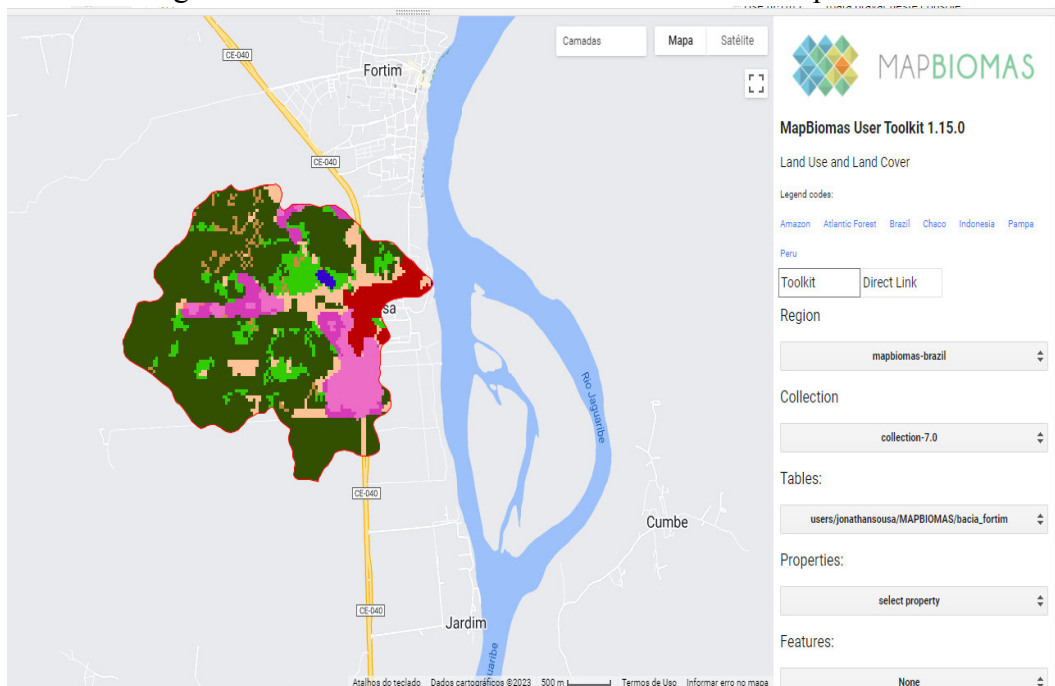 Fortim
CE-040
CE-040
sa
Rio Jaguaribe
CE-040
Cumbe
CE-040
Jardim
uaribe
Camadas
Mapa Satélite
Atalhos do teclado Dados cartográficos ©2023 500 m Termos de Uso Informar erro no mapa
MAPBIOMAS
MapBiomas User Toolkit 1.15.0
Land Use and Land Cover
Legend codes:
Amazon Atlantic Forest Brazil Chaco Indonesia Pampa
Peru
Toolkit Direct Link
Region
mapbiomas-brazil
Collection
collection-7.0
Tables:
users/jonathansousa/MAPBIOMAS/bacia_fortim
Properties:
select property
Features:
None